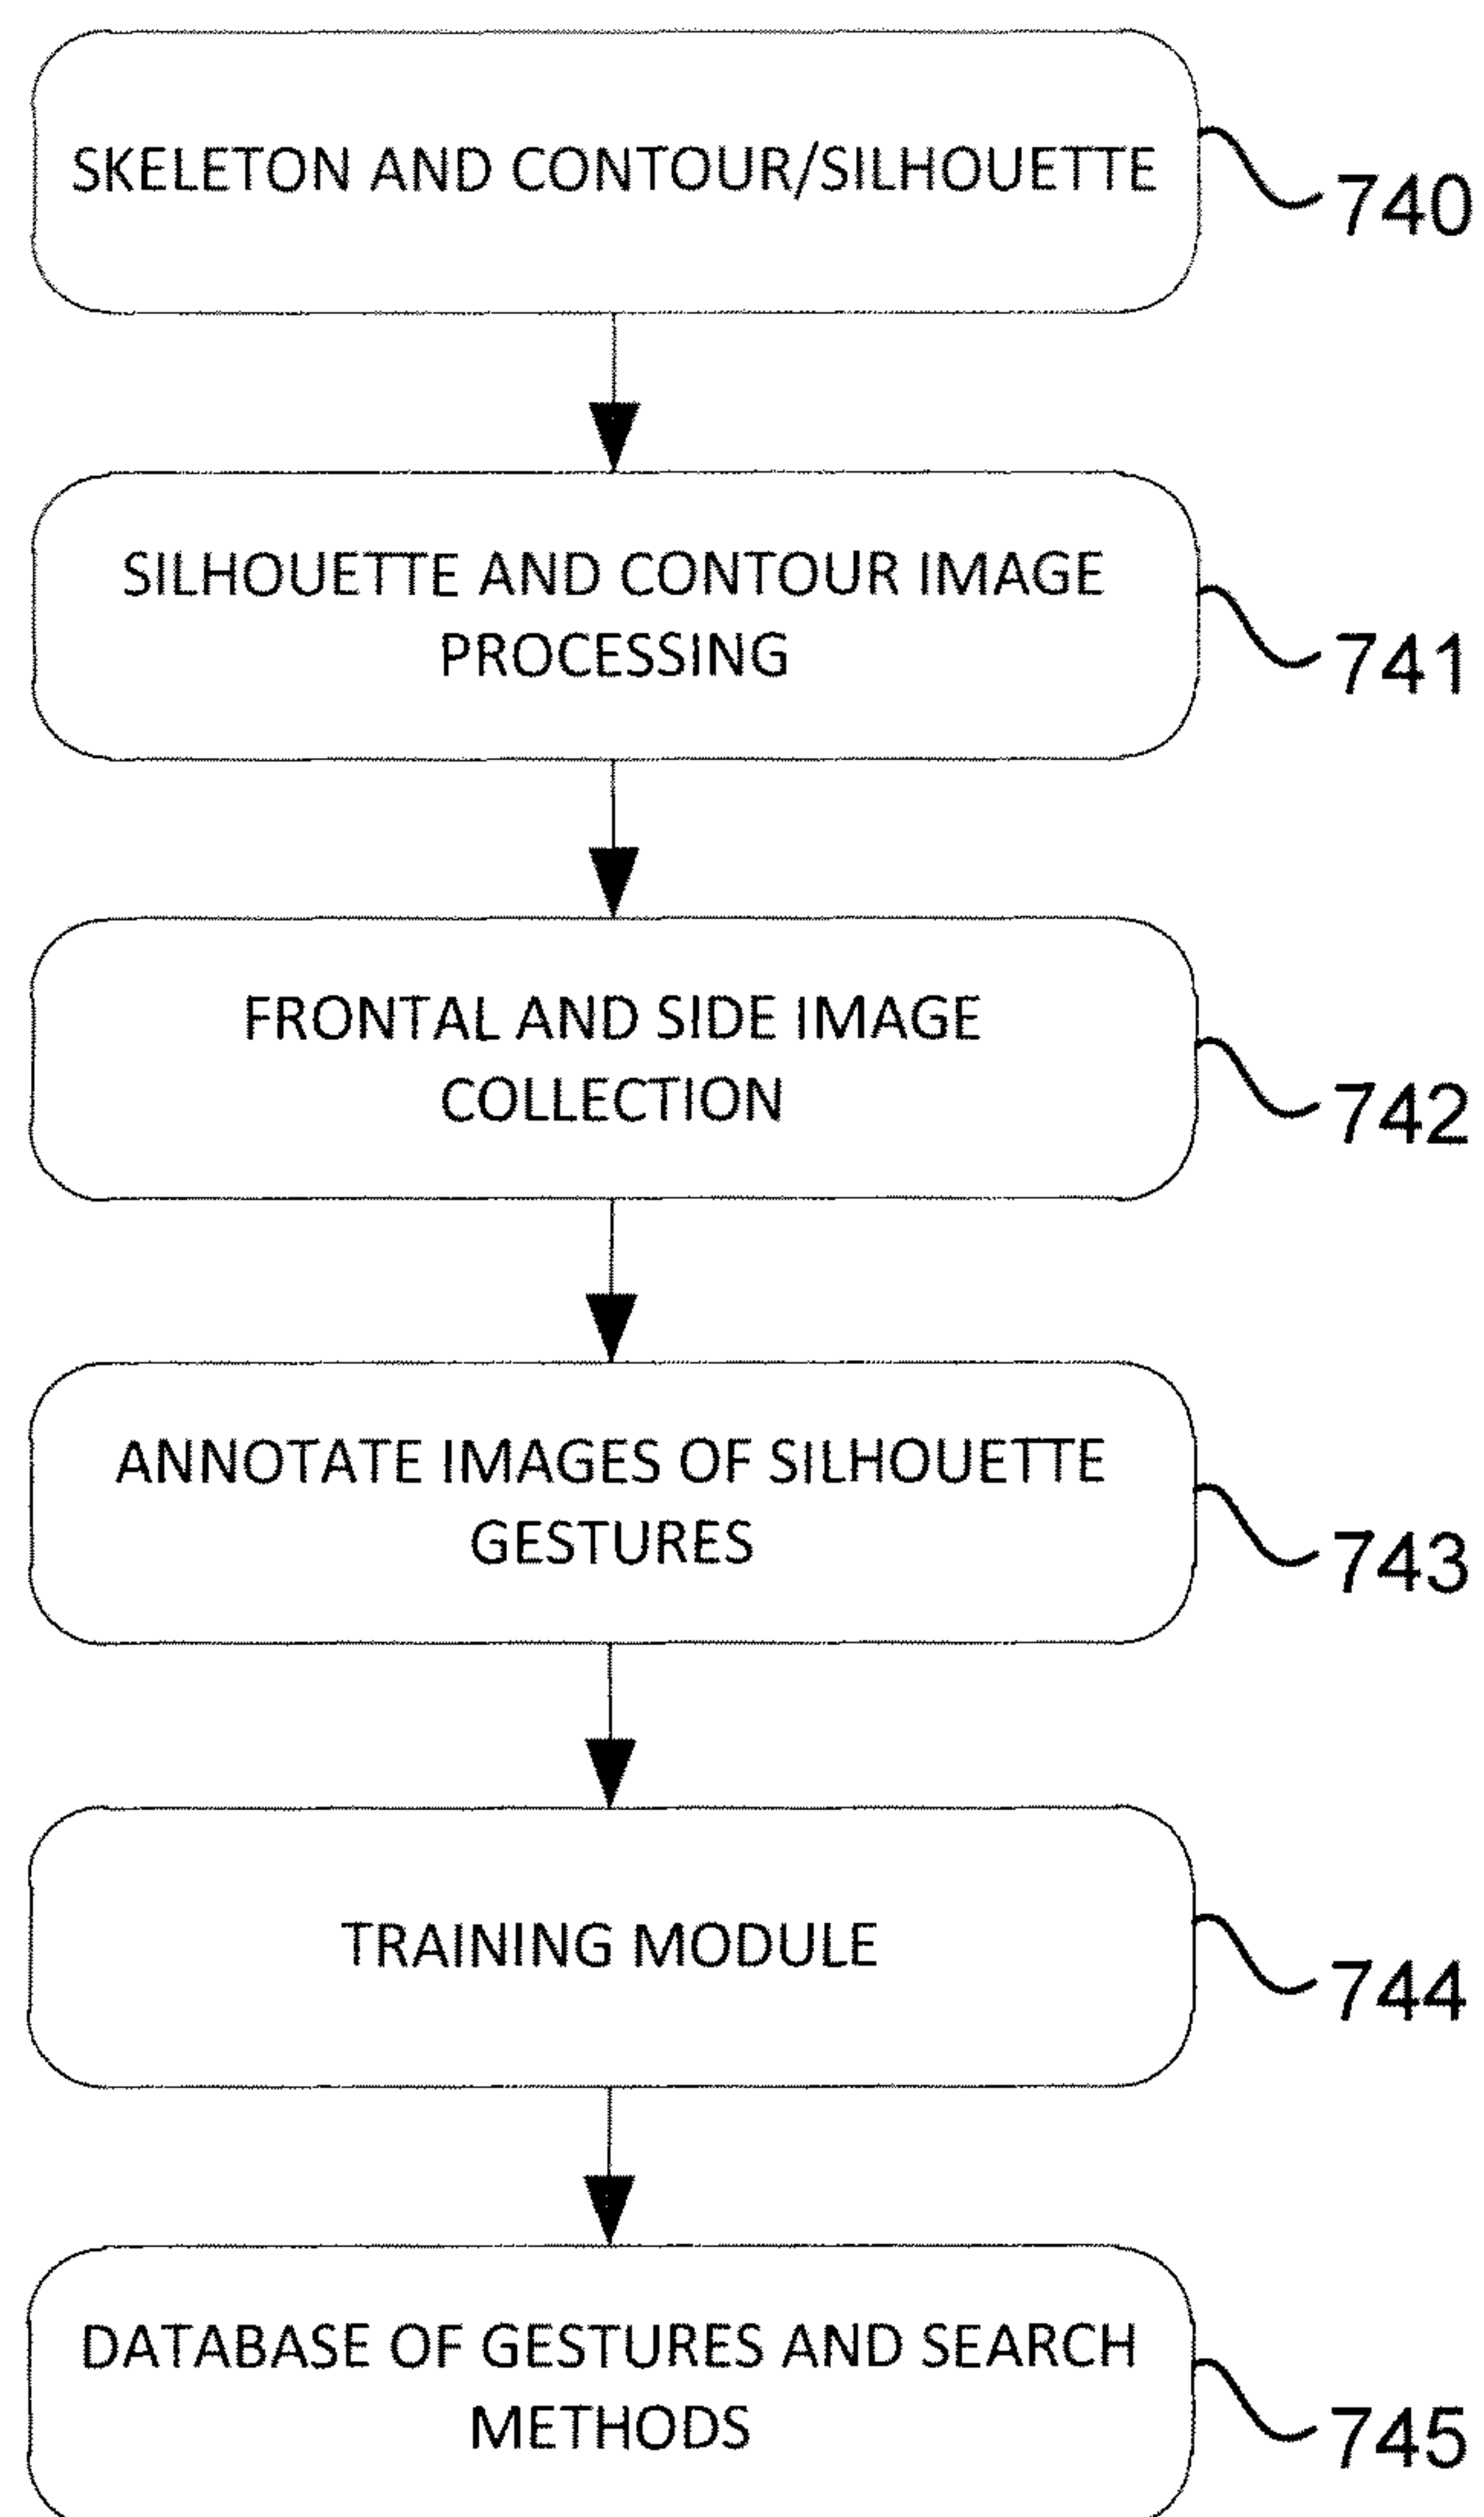 SKELETON AND CONTOUR/SILHOUETTE
740
SILHOUETTE AND CONTOUR IMAGE
PROCESSING
741
FRONTAL AND SIDE IMAGE
COLLECTION
742
ANNOTATE IMAGES OF SILHOUETTE
GESTURES
743
TRAINING MODULE
744
DATABASE OF GESTURES AND SEARCH
METHODS
745